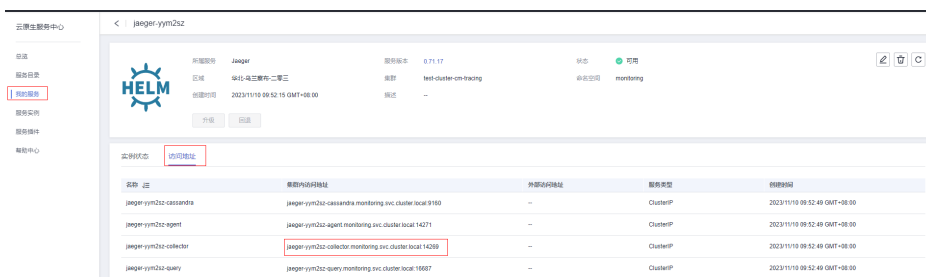 云原生服务中心
< jaeger-yym2sz
总览
服务目录
我的服务
服务实例
服务插件
帮助中心
HELM
所属服务 Jaeger 服务版本 0.71.17 状态 可用
区域 华北-乌兰察布-二零三 集群 test-cluster-cm-tracing 命名空间 monitoring
创建时间 2023/11/10 09:52:15 GMT+08:00 描述 --
升级 回退
实例状态 访问地址
名称 集群内访问地址 外部访问地址 服务类型 创建时间
jaeger-yym2sz-cassandra jaeger-yym2sz-cassandra.monitoring.svc.cluster.local:9160 -- ClusterIP 2023/11/10 09:52:49 GMT+08:00
jaeger-yym2sz-agent jaeger-yym2sz-agent.monitoring.svc.cluster.local:14271 -- ClusterIP 2023/11/10 09:52:49 GMT+08:00
jaeger-yym2sz-collector jaeger-yym2sz-collector.monitoring.svc.cluster.local:14269 -- ClusterIP 2023/11/10 09:52:49 GMT+08:00
jaeger-yym2sz-query jaeger-yym2sz-query.monitoring.svc.cluster.local:16687 -- ClusterIP 2023/11/10 09:52:49 GMT+08:00